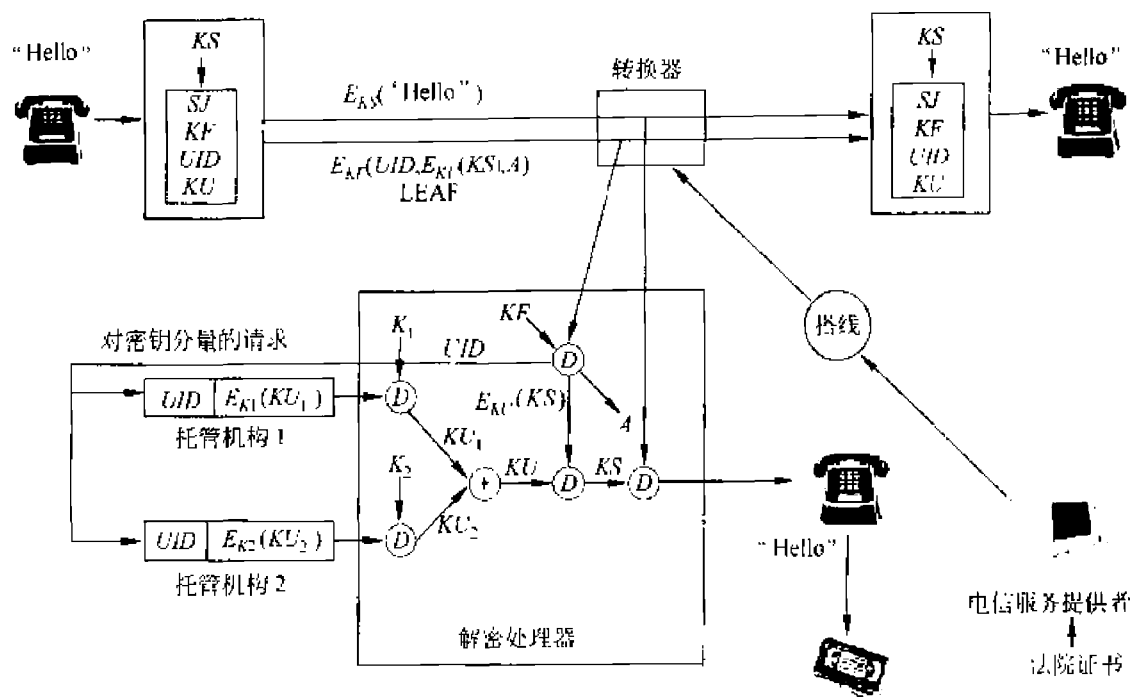 "Hello"
KS
SJ
KF
UID
KU
E_KS('Hello")
E_KF(UID,E_KU(KS),A)
LEAF
转换器
KS
SJ
KF
UID
KU
"Hello"
搭线
对密钥分量的请求
K1
UID
KF
D
D
UID E_K1(KU1)
托管机构 1
E_KU(KS)
A
KU1
K2
+
KU
D
KS
D
KU2
UID E_K2(KU2)
D
托管机构 2
"Hello"
解密处理器
电信服务提供者
法院证书